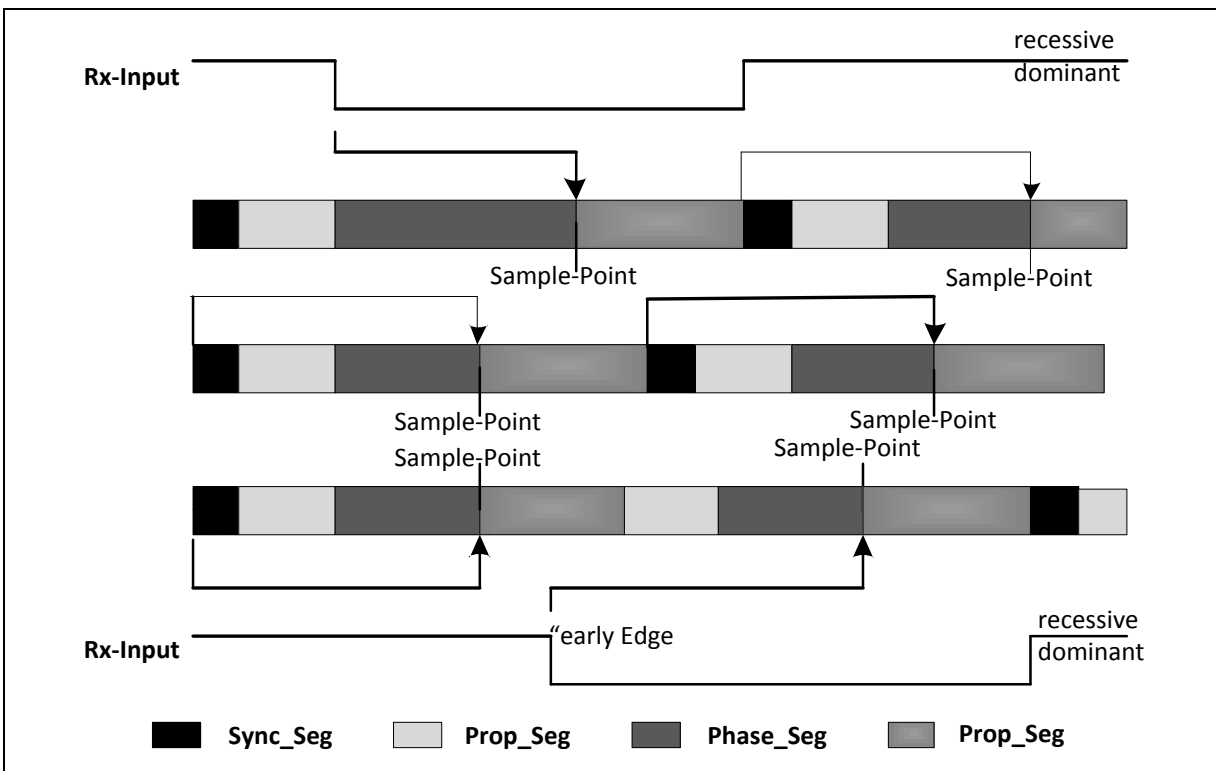 recessive
Rx-Input
dominant
Sample-Point
Sample-Point
Sample-Point
Sample-Point
Sample-Point
Sample-Point
“early Edge
recessive
Rx-Input
dominant
Sync_Seg
Prop_Seg
Phase_Seg
Prop_Seg